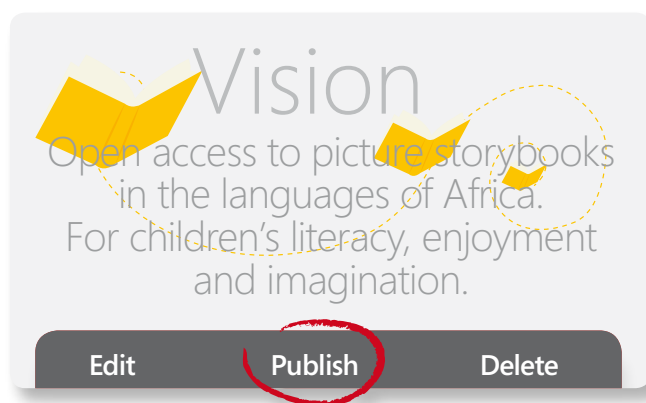 Vision
Open access to picture storybooks
in the languages of Africa.
For children's literacy, enjoyment
and imagination.
Edit Publish Delete